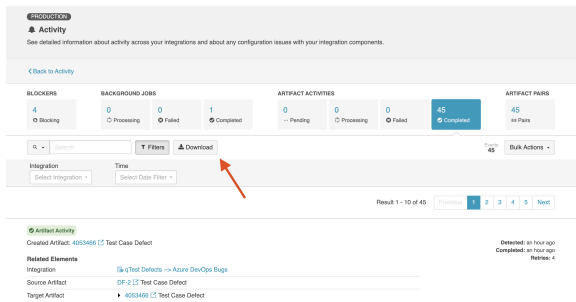 PRODUCTION
Activity
See detailed information about activity across your integrations and about any configuration issues with your integration components.
Back to Activity
BLOCKERS BACKGROUND JOBS ARTIFACT ACTIVITIES ARTIFACT PAIRS
4 0 0 1 0 0 0 45 45
Blocking Processing Failed Completed Pending Processing Failed Completed Pairs
Search Filters Download Events 45 Bulk Actions
Integration Time
Select Integration Select Date Filter
Result 1 - 10 of 45 Previous 1 2 3 4 5 Next
Artifact Activity
Created Artifact: 4053466 Test Case Defect Detected: an hour ago
Completed: an hour ago
Related Elements Retries: 4
Integration qTest Defects --> Azure DevOps Bugs
Source Artifact DF-2 Test Case Defect
Target Artifact 4053466 Test Case Defect